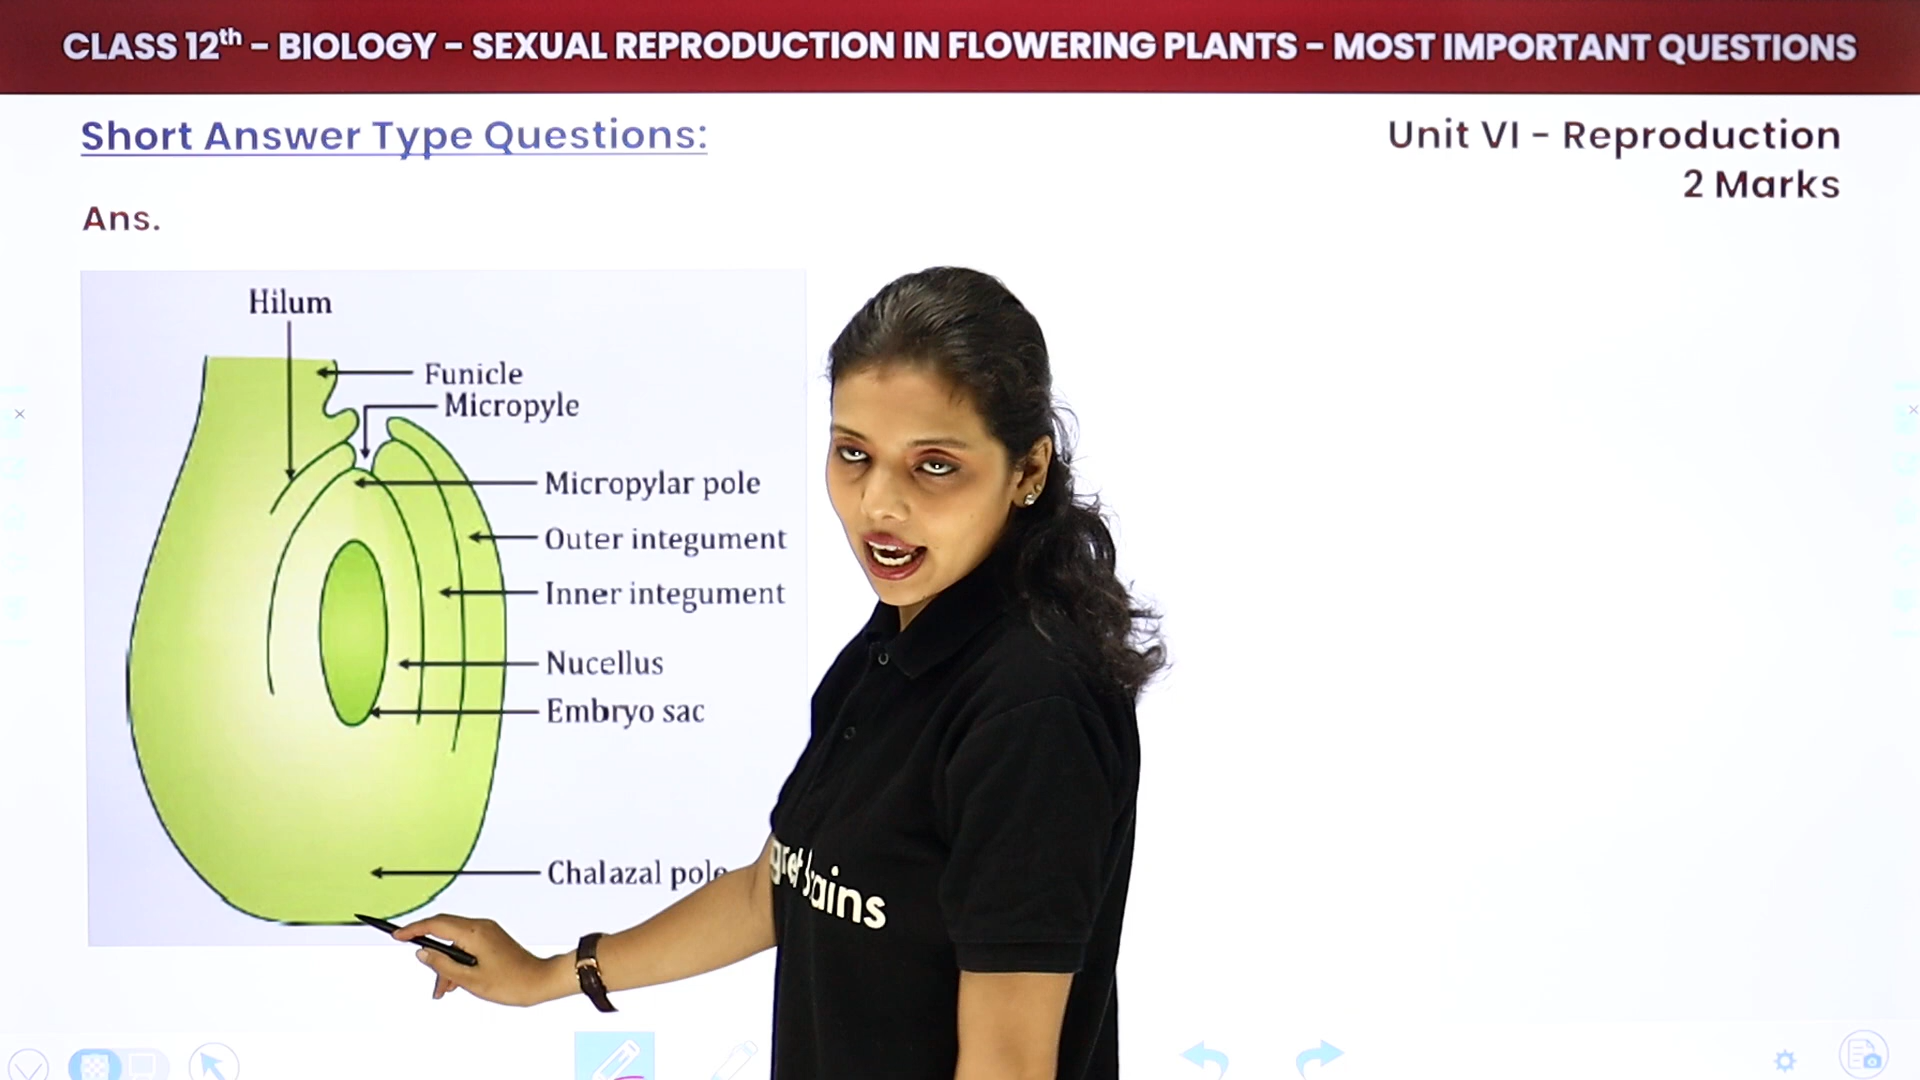 CLASS 12th - BIOLOGY - SEXUAL REPRODUCTION IN FLOWERING PLANTS - MOST IMPORTANT QUESTIONS
Short Answer Type Questions:
Unit VI - Reproduction
2 Marks
Ans.
Hilum
Funicle
Micropyle
Micropylar pole
Outer integument
Inner integument
Nucellus
Embryo sac
Chalazal pole
ains